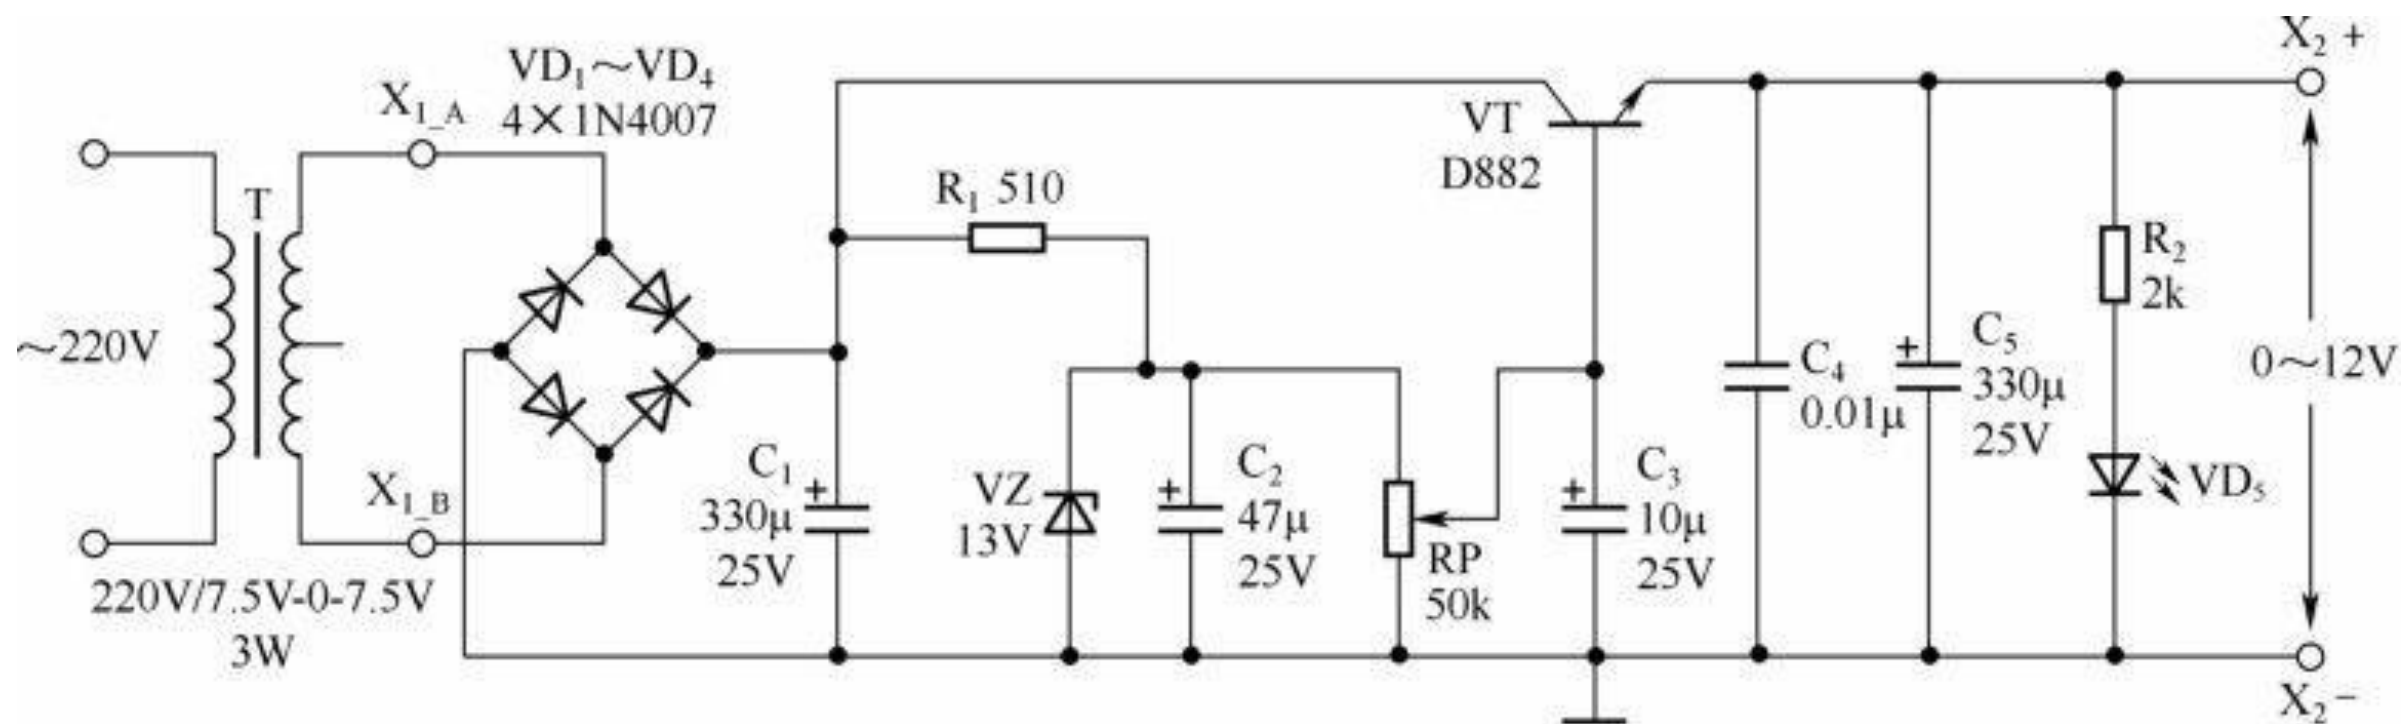 X₂ +
VD₁～VD₄
4×1N4007
X₁_A
VT
D882
T
R₁ 510
R₂
2k
～220V
C₁
330μ
25V
VZ
13V
C₂
47μ
25V
RP
50k
C₃
10μ
25V
C₄
0.01μ
C₅
330μ
25V
0～12V
VD₅
X₁_B
220V/7.5V-0-7.5V
3W
X₂ −
+
+
+
+